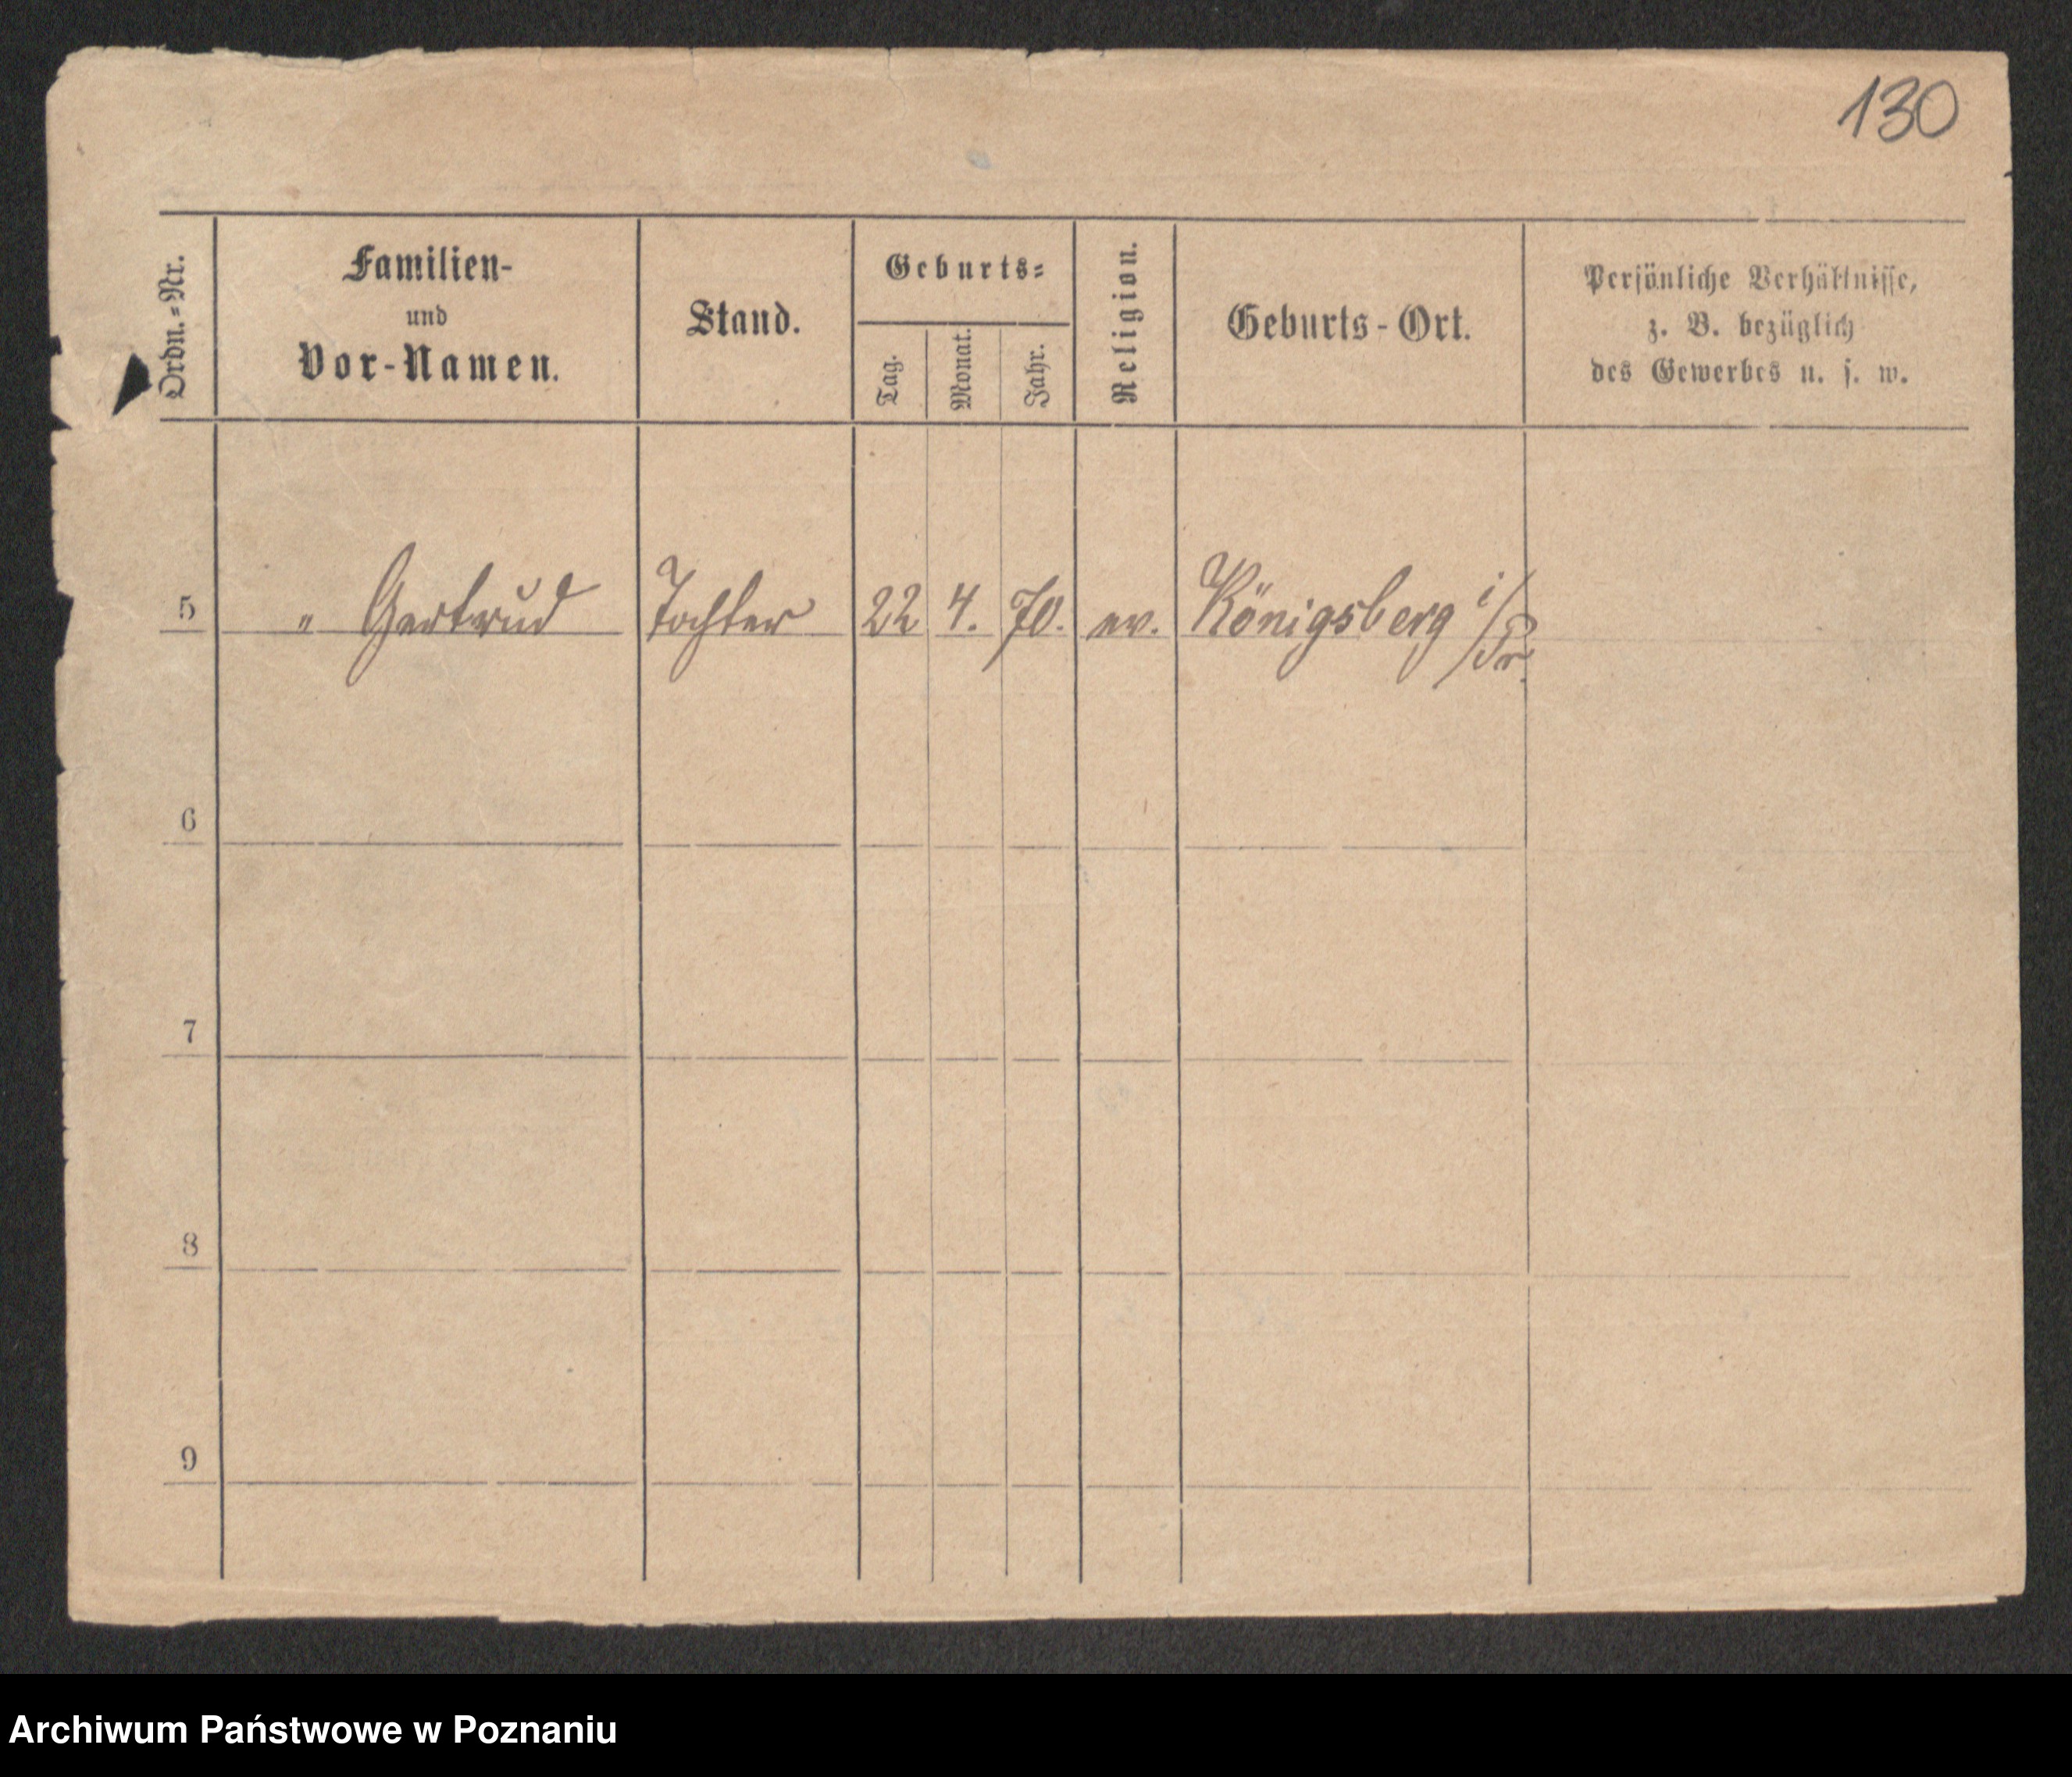 130
Ordn.-Nr.
Familien-
und
Vor-Namen.
Stand.
Geburts-
Tag.
Monat.
Jahr.
Religion.
Geburts-Ort.
Persönliche Verhältnisse,
z. B. bezüglich
des Gewerbes u. s. w.
5 " Gertrud Tochter 22 4. 70. ev. Königsberg i/Pr.
6
7
8
9
Archiwum Państwowe w Poznaniu